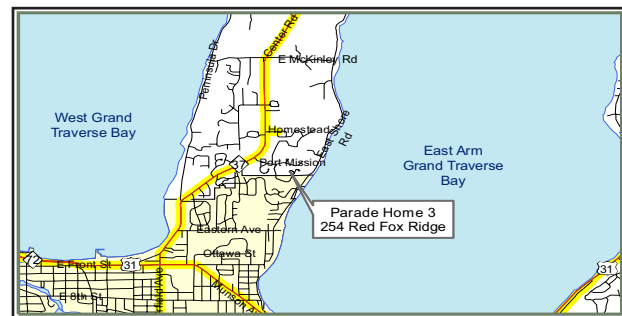 Center Rd
Peninsula Dr
E McKinley Rd
West Grand
Traverse Bay
Homestead
East Shore
Rd
East Arm
Grand Traverse
Bay
37
Port Mission
Parade Home 3
254 Red Fox Ridge
Eastern Ave
Ottawa St
72
E Front St
31
31
E 8th St
field Ave
Munson Av